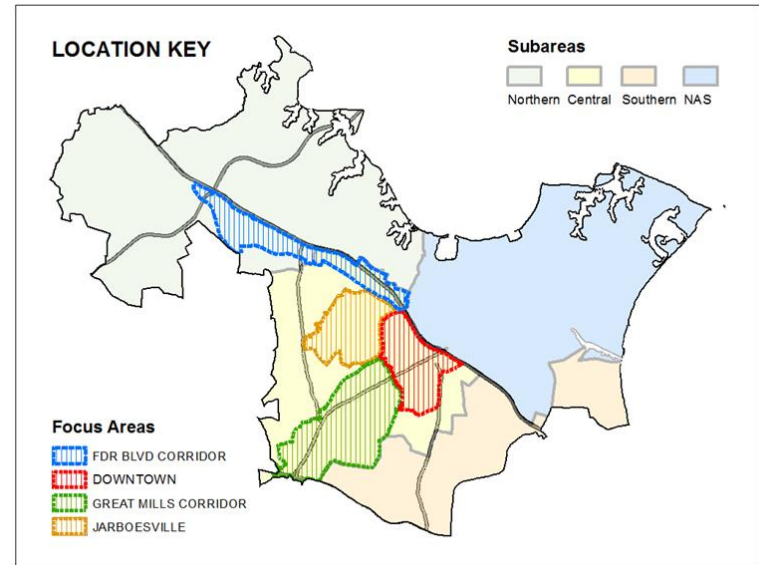 LOCATION KEY
Subareas
Northern Central Southern NAS
Focus Areas
FDR BLVD CORRIDOR
DOWNTOWN
GREAT MILLS CORRIDOR
JARBOESVILLE